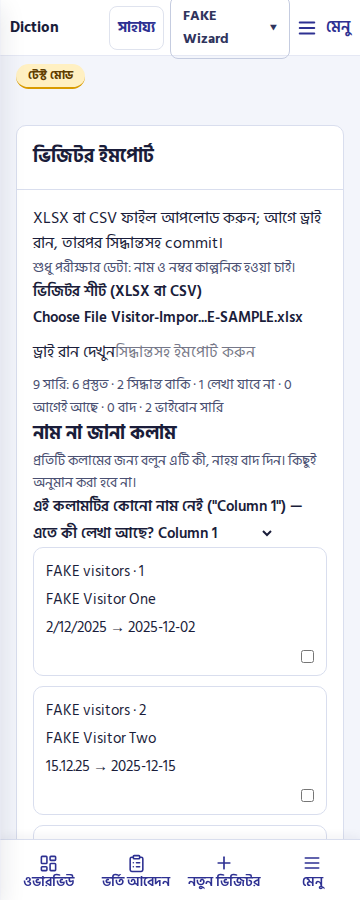 Diction
সাহায্য
FAKE
Wizard
মেনু
টেস্ট মোড
ভিজিটর ইমপোর্ট
XLSX বা CSV ফাইল আপলোড করুন; আগে ড্রাই
রান, তারপর সিদ্ধান্তসহ commit।
শুধু পরীক্ষার ডেটা: নাম ও নম্বর কাল্পনিক হওয়া চাই।
ভিজিটর শীট (XLSX বা CSV)
Choose File Visitor-Impor...E-SAMPLE.xlsx
ড্রাই রান দেখুনসিদ্ধান্তসহ ইমপোর্ট করুন
9 সারি: 6 প্রস্তুত · 2 সিদ্ধান্ত বাকি · 1 লেখা যাবে না · 0
আগেই আছে · 0 বাদ · 2 ভাইবোন সারি
নাম না জানা কলাম
প্রতিটি কলামের জন্য বলুন এটি কী, নাহয় বাদ দিন। কিছুই
অনুমান করা হবে না।
এই কলামটির কোনো নাম নেই ("Column 1") —
এতে কী লেখা আছে? Column 1
FAKE visitors · 1
FAKE Visitor One
2/12/2025 → 2025-12-02
FAKE visitors · 2
FAKE Visitor Two
15.12.25 → 2025-12-15
ওভারভিউ
ভর্তি আবেদন
নতুন ভিজিটর
মেনু